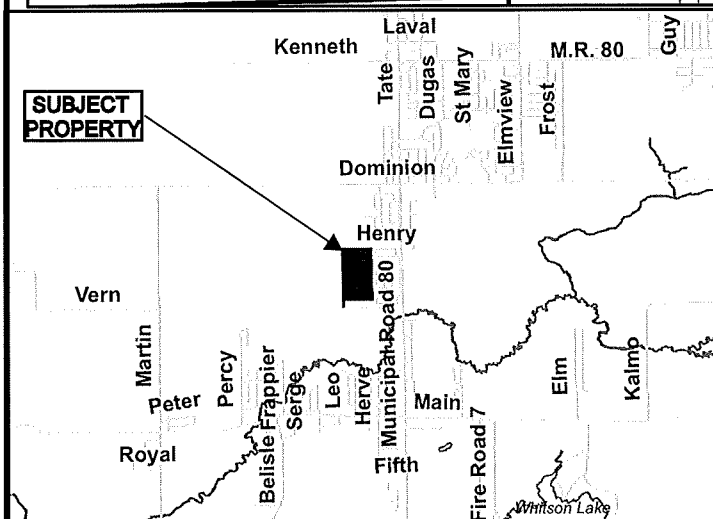 Laval
Kenneth
M.R. 80
Guy
Tate
Dugas
St Mary
Elmview
Frost
SUBJECT
PROPERTY
Dominion
Henry
Vern
Municipal Road 80
Martin
Percy
Peter
Belisle
Frappier
Serge
Leo
Herve
Main
Elm
Kalmo
Royal
Fifth
Fire Road 7
Whitson Lake